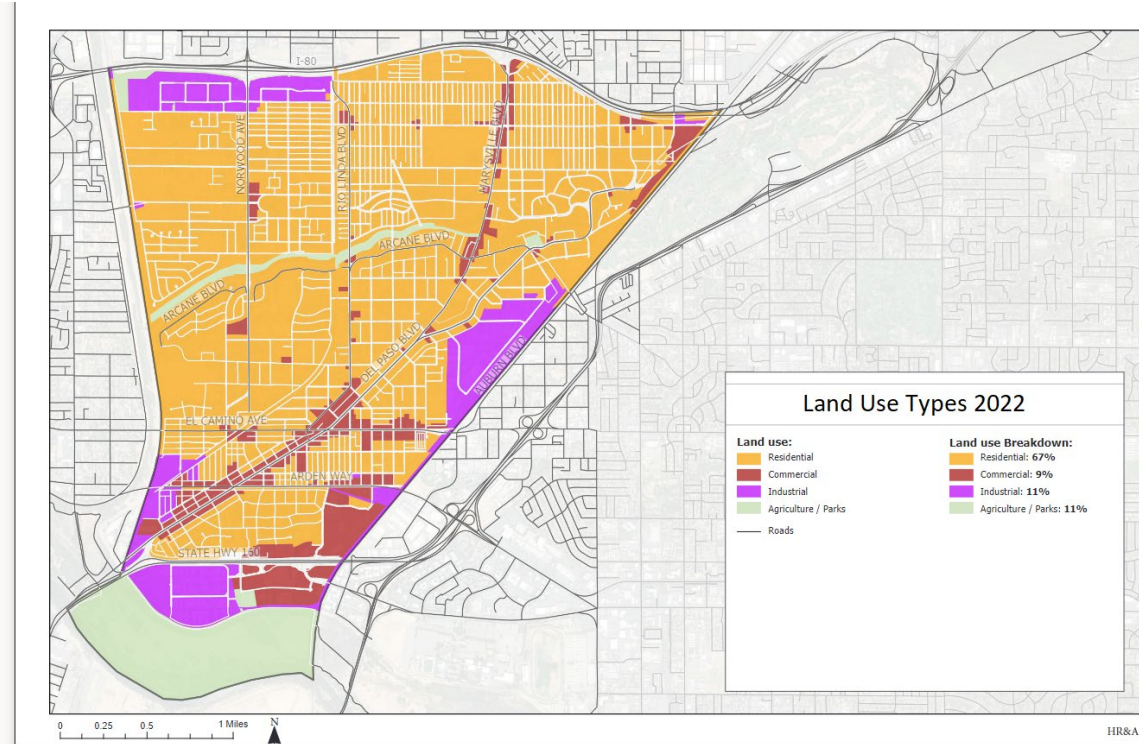 I-80
NORWOOD AVE
RIO LINDA BLVD
MARYSVILLE BLVD
ARCANE BLVD
ARCANE BLVD
DEL PASO BLVD
AUBURN BLVD
EL CAMINO AVE
ARDEN WAY
STATE HWY 160
Land Use Types 2022
Land use:
Residential
Commercial
Industrial
Agriculture / Parks
Roads
Land use Breakdown:
Residential: 67%
Commercial: 9%
Industrial: 11%
Agriculture / Parks: 11%
0 0.25 0.5 1 Miles
N
HR&A